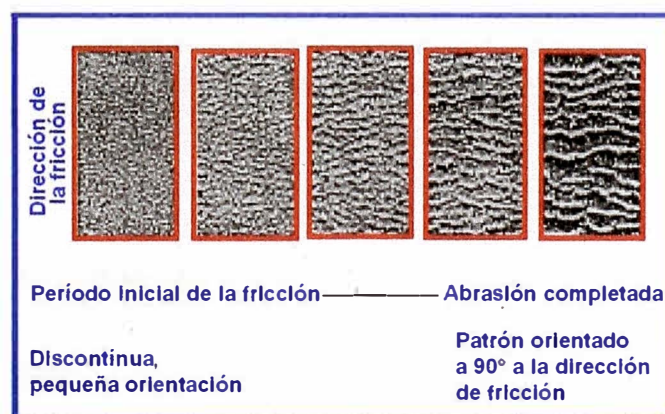 Dirección de
la fricción
Período Inicial de la fricción Abrasión completada
Discontínua,
pequeña orientación
Patrón orientado
a 90° a la dirección
de fricción